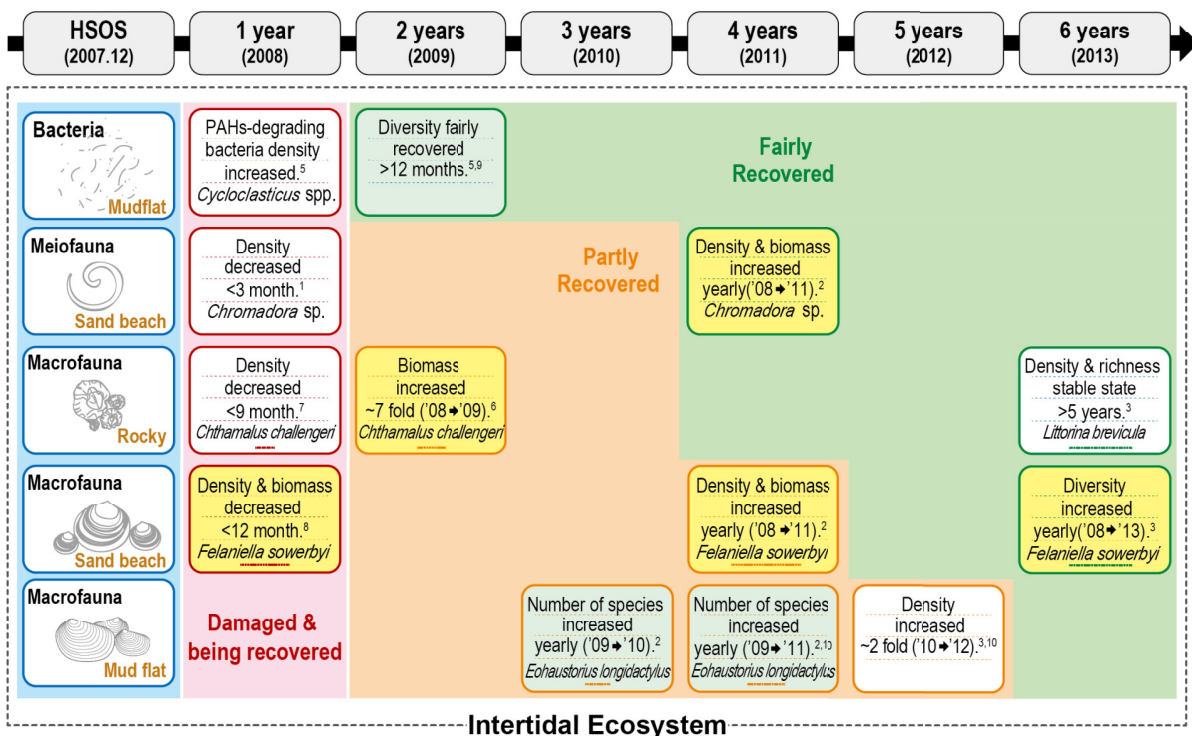 HSOS
(2007.12)
1 year
(2008)
2 years
(2009)
3 years
(2010)
4 years
(2011)
5 years
(2012)
6 years
(2013)
Bacteria
Mudflat
PAHs-degrading
bacteria density
increased.5
Cycloclasticus spp.
Diversity fairly
recovered
>12 months.5,9
Fairly
Recovered
Meiofauna
Sand beach
Density
decreased
<3 month.1
Chromadora sp.
Partly
Recovered
Density & biomass
increased
yearly('08➔'11).2
Chromadora sp.
Macrofauna
Rocky
Density
decreased
<9 month.7
Chthamalus challengeri
Biomass
increased
~7 fold ('08➔'09).6
Chthamalus challengeri
Density & richness
stable state
>5 years.3
Littorina brevicula
Macrofauna
Sand beach
Density & biomass
decreased
<12 month.8
Felaniella sowerbyi
Density & biomass
increased
yearly ('08➔'11).2
Felaniella sowerbyi
Diversity
increased
yearly('08➔'13).3
Felaniella sowerbyi
Macrofauna
Mud flat
Damaged &
being recovered
Number of species
increased
yearly ('09➔'10).2
Eohaustorius longidactylus
Number of species
increased
yearly ('09➔'11).2,10
Eohaustorius longidactylus
Density
increased
~2 fold ('10➔'12).3,10
Intertidal Ecosystem